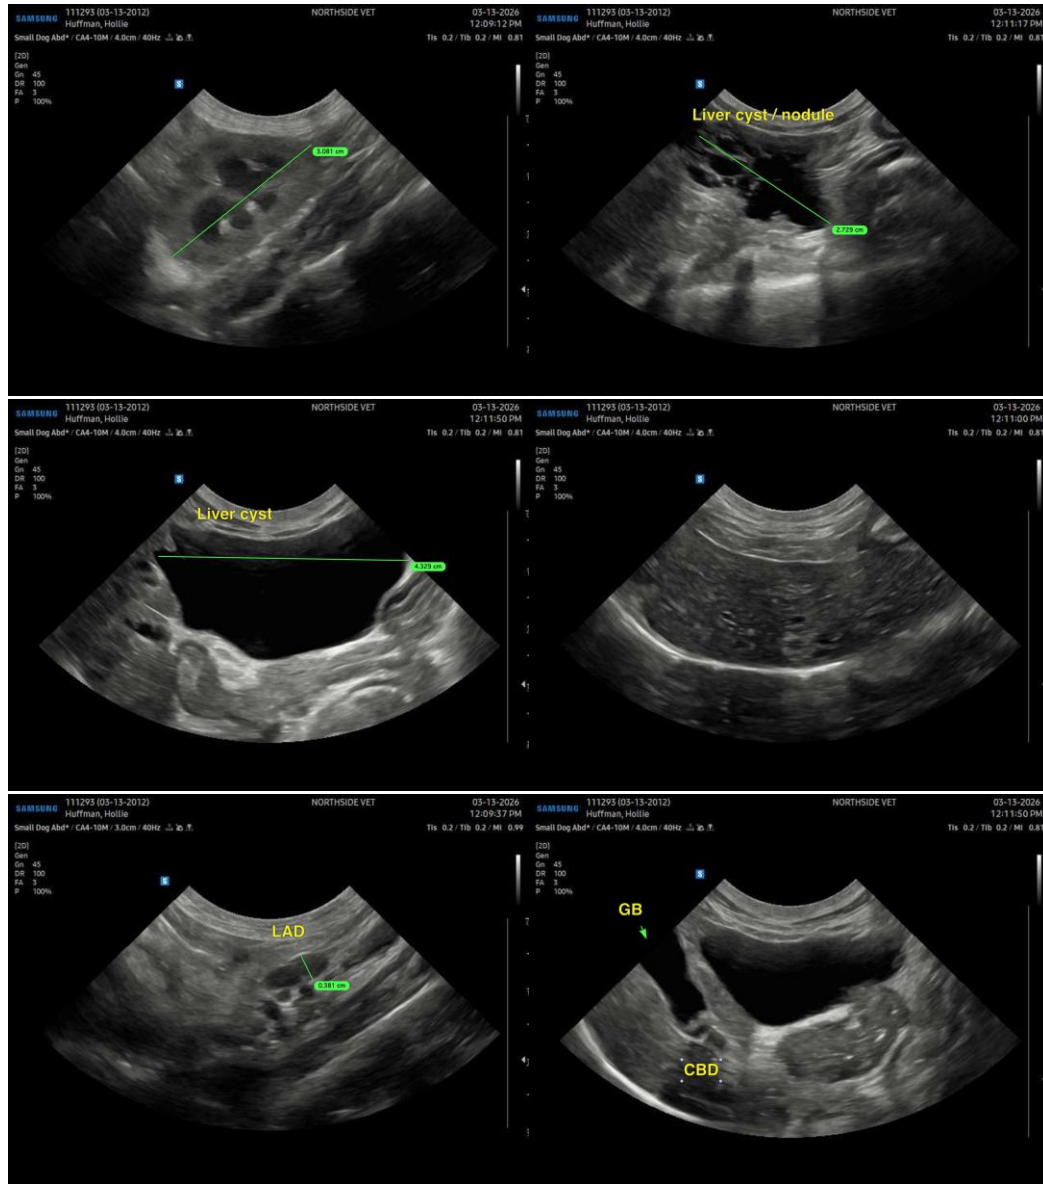 SAMSUNG 111293 (03-13-2012) NORTHSIDE VET 03-13-2026
Huffman, Hollie 12:09:12 PM
Small Dog Abd* / CA4-10M / 4.0cm / 40Hz TIs 0.2 / TIb 0.2 / MI 0.81
[2D]
Gen
Gn 45
DR 100
FA 3
P 100%
S
3.081 cm
SAMSUNG 111293 (03-13-2012) NORTHSIDE VET 03-13-2026
Huffman, Hollie 12:11:17 PM
Small Dog Abd* / CA4-10M / 4.0cm / 40Hz TIs 0.2 / TIb 0.2 / MI 0.81
[2D]
Gen
Gn 45
DR 100
FA 3
P 100%
S
Liver cyst / nodule
2.729 cm
SAMSUNG 111293 (03-13-2012) NORTHSIDE VET 03-13-2026
Huffman, Hollie 12:11:50 PM
Small Dog Abd* / CA4-10M / 4.0cm / 40Hz TIs 0.2 / TIb 0.2 / MI 0.81
[2D]
Gen
Gn 45
DR 100
FA 3
P 100%
S
Liver cyst
4.329 cm
SAMSUNG 111293 (03-13-2012) NORTHSIDE VET 03-13-2026
Huffman, Hollie 12:11:00 PM
Small Dog Abd* / CA4-10M / 4.0cm / 40Hz TIs 0.2 / TIb 0.2 / MI 0.81
[2D]
Gen
Gn 45
DR 100
FA 3
P 100%
S
SAMSUNG 111293 (03-13-2012) NORTHSIDE VET 03-13-2026
Huffman, Hollie 12:09:37 PM
Small Dog Abd* / CA4-10M / 3.0cm / 40Hz TIs 0.2 / TIb 0.2 / MI 0.99
[2D]
Gen
Gn 45
DR 100
FA 3
P 100%
S
LAD
0.381 cm
SAMSUNG 111293 (03-13-2012) NORTHSIDE VET 03-13-2026
Huffman, Hollie 12:11:50 PM
Small Dog Abd* / CA4-10M / 4.0cm / 40Hz TIs 0.2 / TIb 0.2 / MI 0.81
[2D]
Gen
Gn 45
DR 100
FA 3
P 100%
S
GB
CBD